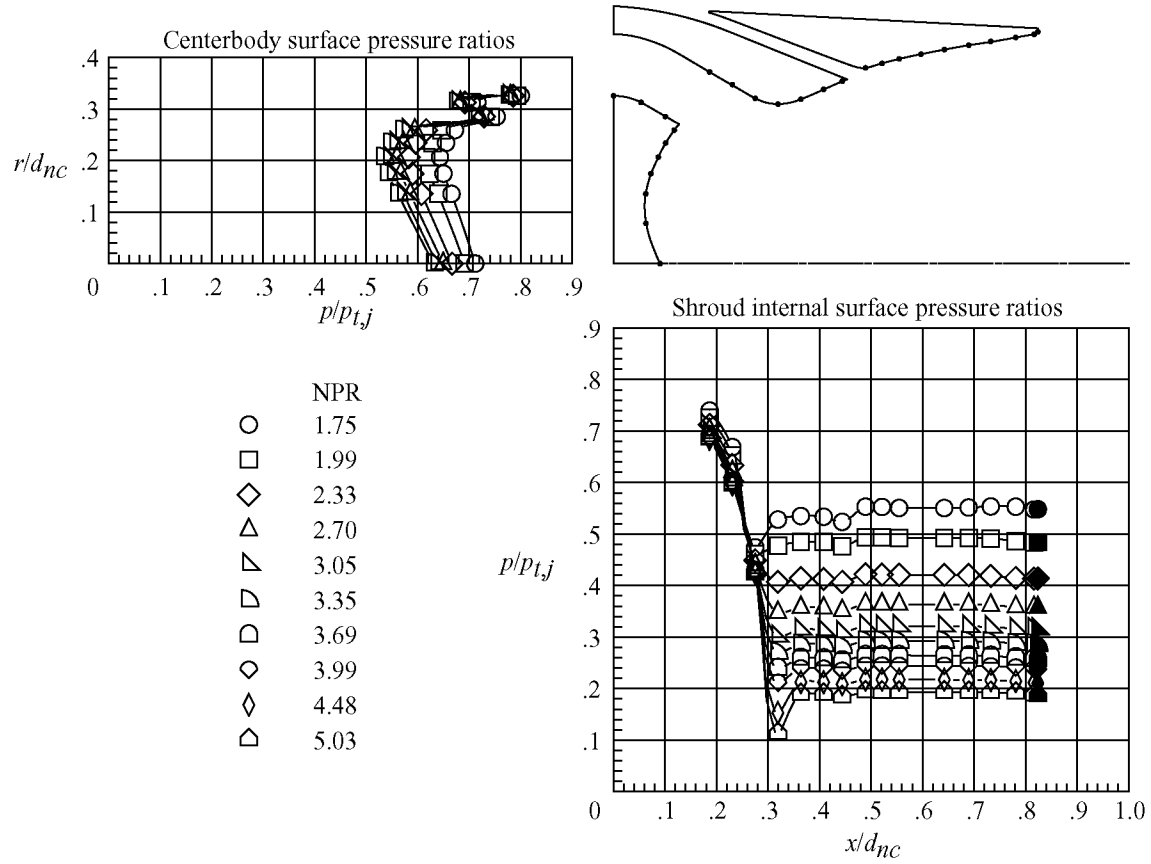 Centerbody surface pressure ratios
.4
.3
r/dnc
.2
.1
0 .1 .2 .3 .4 .5 .6 .7 .8 .9
p/pt,j
NPR
1.75
1.99
2.33
2.70
3.05
3.35
3.69
3.99
4.48
5.03
Shroud internal surface pressure ratios
.9
.8
.7
.6
.5
p/pt,j
.4
.3
.2
.1
0 .1 .2 .3 .4 .5 .6 .7 .8 .9 1.0
x/dnc